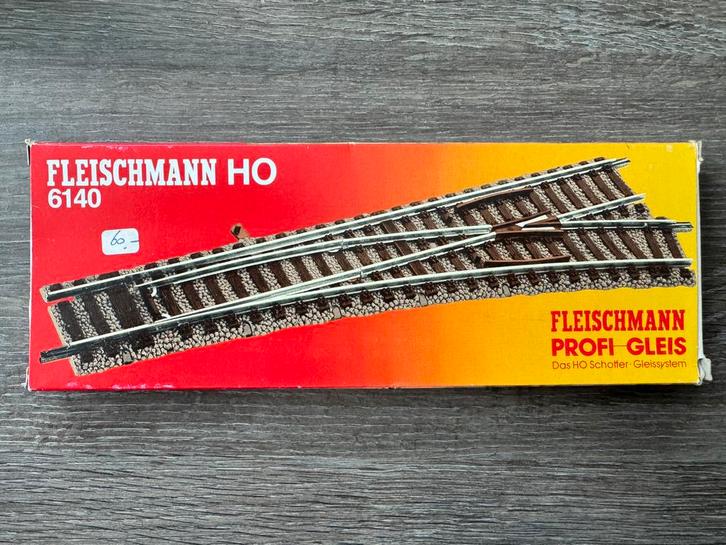 FLEISCHMANN HO
6140
60.-
FLEISCHMANN
PROFI-GLEIS
Das HO Schotter-Gleissystem